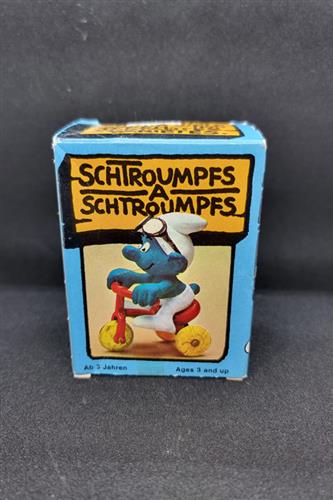 SCHTROUMPFS
A
SCHTROUMPFS
Ab 3 Jahren Ages 3 and up